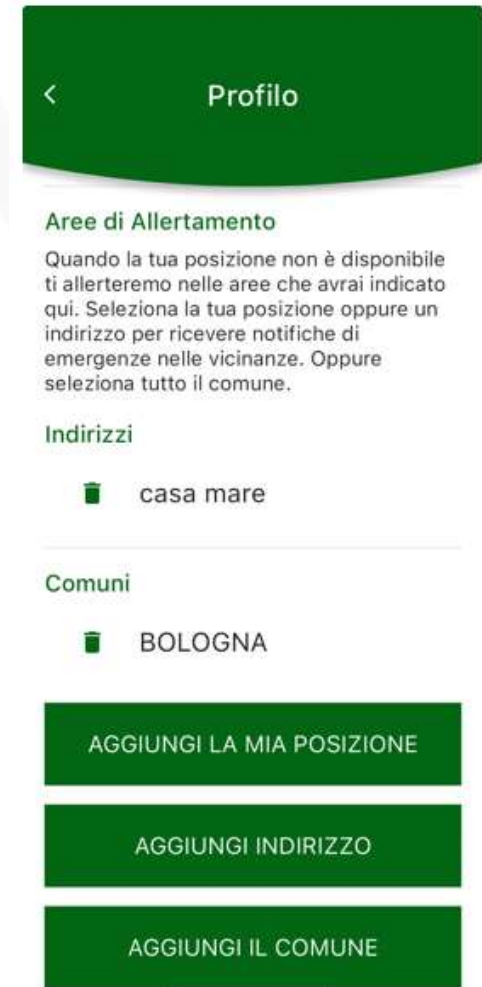 Profilo
Aree di Allertamento
Quando la tua posizione non è disponibile
ti allerteremo nelle aree che avrai indicato
qui. Seleziona la tua posizione oppure un
indirizzo per ricevere notifiche di
emergenze nelle vicinanze. Oppure
seleziona tutto il comune.
Indirizzi
casa mare
Comuni
BOLOGNA
AGGIUNGI LA MIA POSIZIONE
AGGIUNGI INDIRIZZO
AGGIUNGI IL COMUNE